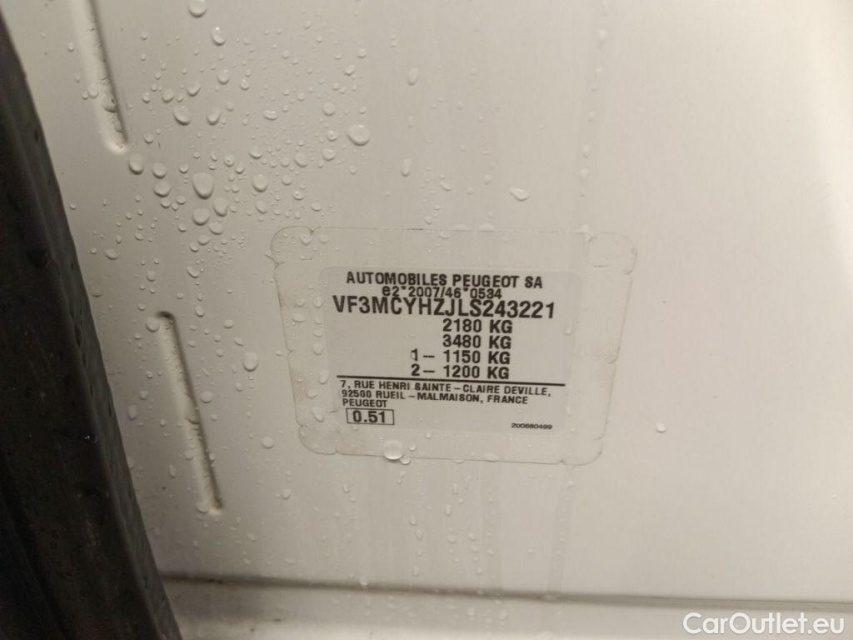 AUTOMOBILES PEUGEOT SA
e2*2007/46*0534
VF3MCYHZJLS243221
2180 KG
3480 KG
1- 1150 KG
2- 1200 KG
7, RUE HENRI SAINTE-CLAIRE DEVILLE,
92500 RUEIL-MALMAISON, FRANCE
PEUGEOT
0.51
200680499
CarOutlet.eu